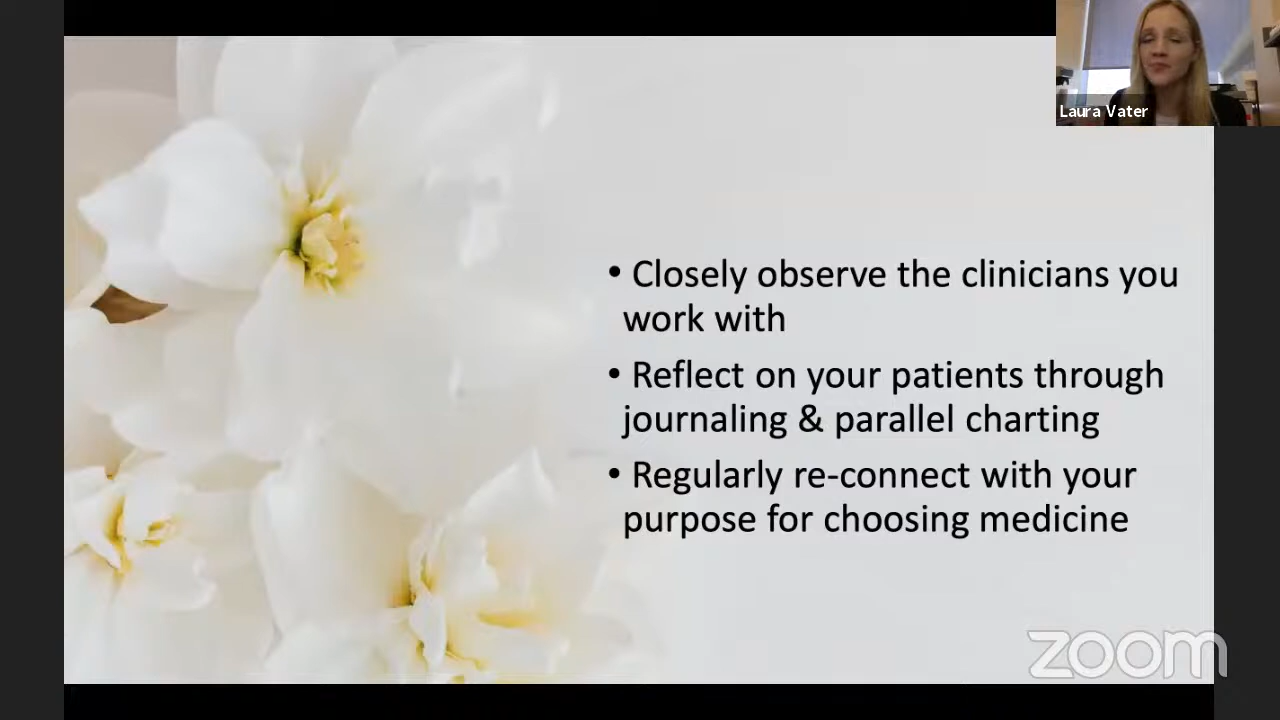 Laura Vater
• Closely observe the clinicians you
work with
• Reflect on your patients through
journaling & parallel charting
• Regularly re-connect with your
purpose for choosing medicine
zoom